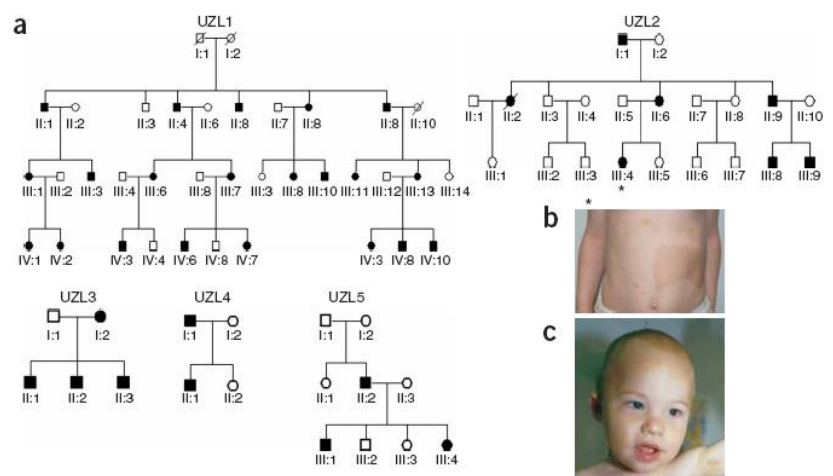 a
UZL1
I:1 I:2
II:1 II:2 II:3 II:4 II:6 II:8 II:7 II:8 II:8 II:10
III:1 III:2 III:3 III:4 III:6 III:8 III:7 III:3 III:8 III:10 III:11 III:12 III:13 III:14
IV:1 IV:2 IV:3 IV:4 IV:6 IV:8 IV:7 IV:3 IV:8 IV:10
UZL2
I:1 I:2
II:1 II:2 II:3 II:4 II:5 II:6 II:7 II:8 II:9 II:10
III:1 III:2 III:3 III:4 III:5 III:6 III:7 III:8 III:9
*
*
UZL3
I:1 I:2
II:1 II:2 II:3
UZL4
I:1 I:2
II:1 II:2
UZL5
I:1 I:2
II:1 II:2 II:3
III:1 III:2 III:3 III:4
b
c